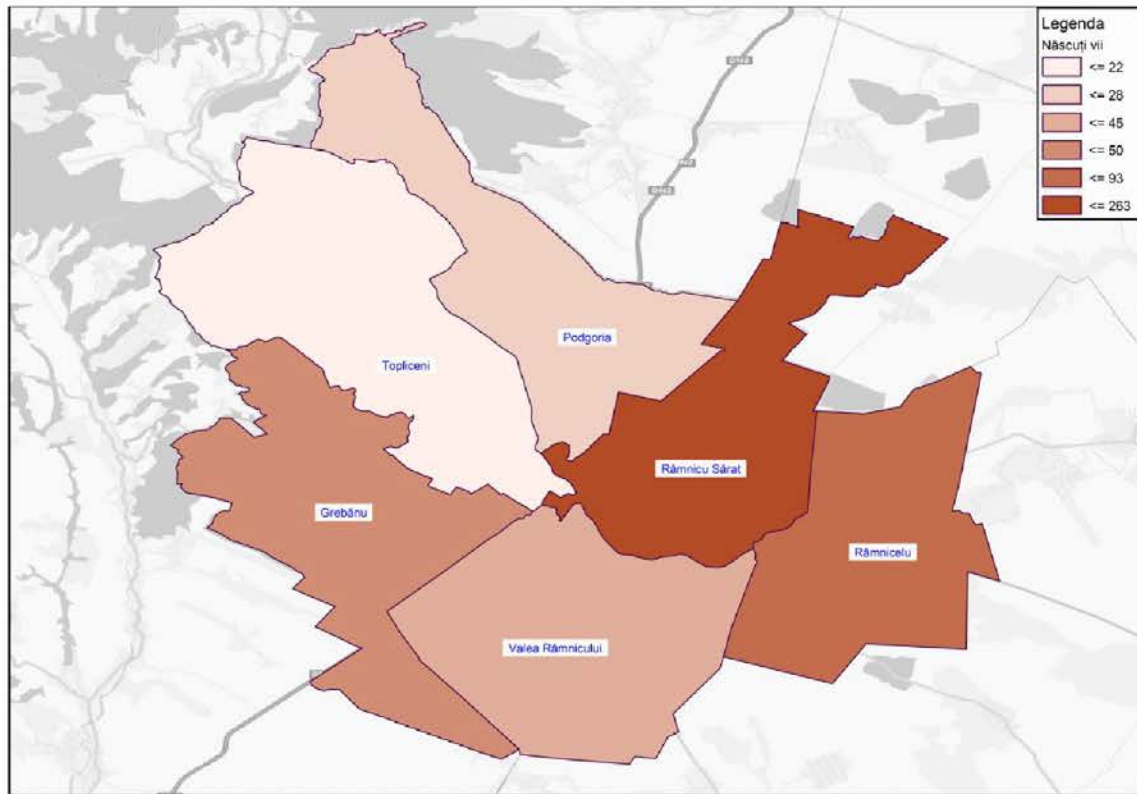 Legenda
Născuți vii
<= 22
<= 28
<= 45
<= 50
<= 93
<= 263
Podgoria
Topliceni
Râmnicu Sărat
Grebănu
Râmnicelu
Valea Râmnicului